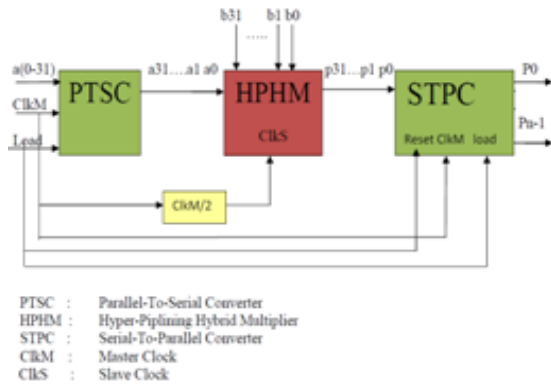 b31 b1 b0
.....
a(0-31) a31....a1 a0 p31...p1 p0 P0
PTSC HPHM STPC
ClkM
Load ClkS Reset ClkM load Pn-1
ClkM/2
PTSC : Parallel-To-Serial Converter
HPHM : Hyper-Piplining Hybrid Multiplier
STPC : Serial-To-Parallel Converter
ClkM : Master Clock
ClkS : Slave Clock